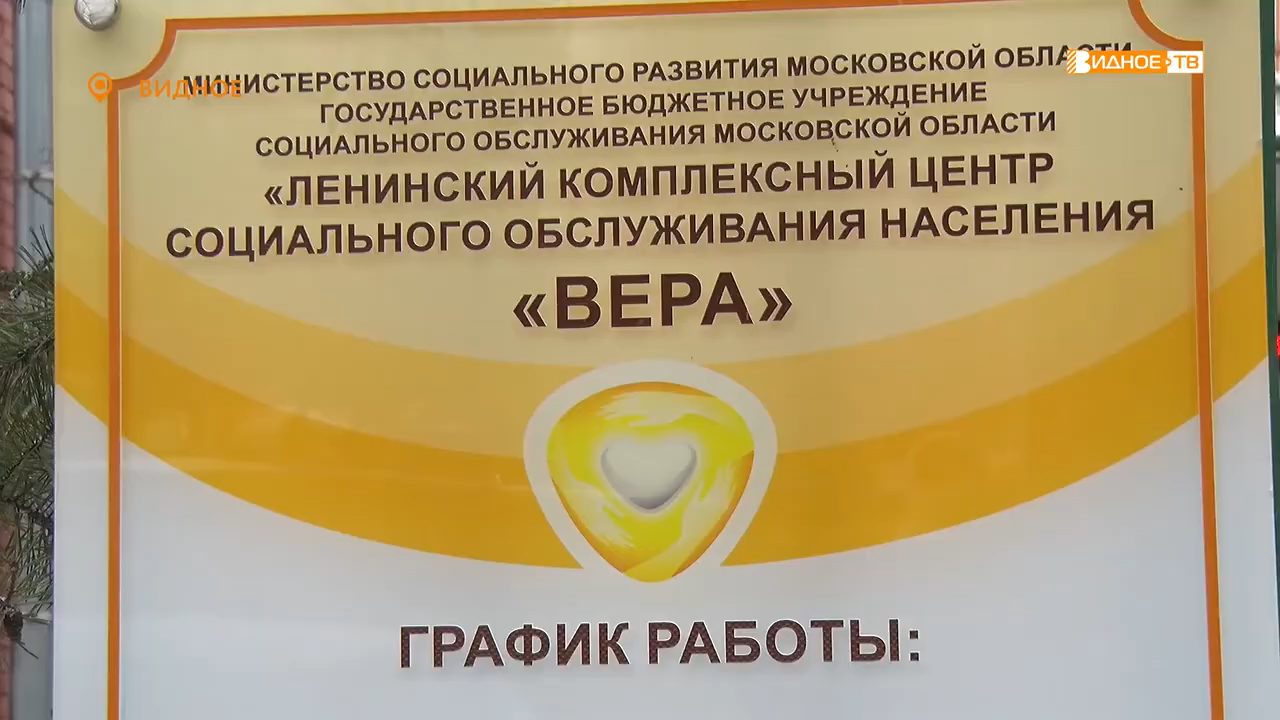 ВИДНОЕ ТВ
ВИДНОЕ
МИНИСТЕРСТВО СОЦИАЛЬНОГО РАЗВИТИЯ МОСКОВСКОЙ ОБЛАСТИ
ГОСУДАРСТВЕННОЕ БЮДЖЕТНОЕ УЧРЕЖДЕНИЕ
СОЦИАЛЬНОГО ОБСЛУЖИВАНИЯ МОСКОВСКОЙ ОБЛАСТИ
«ЛЕНИНСКИЙ КОМПЛЕКСНЫЙ ЦЕНТР
СОЦИАЛЬНОГО ОБСЛУЖИВАНИЯ НАСЕЛЕНИЯ
«ВЕРА»
ГРАФИК РАБОТЫ: